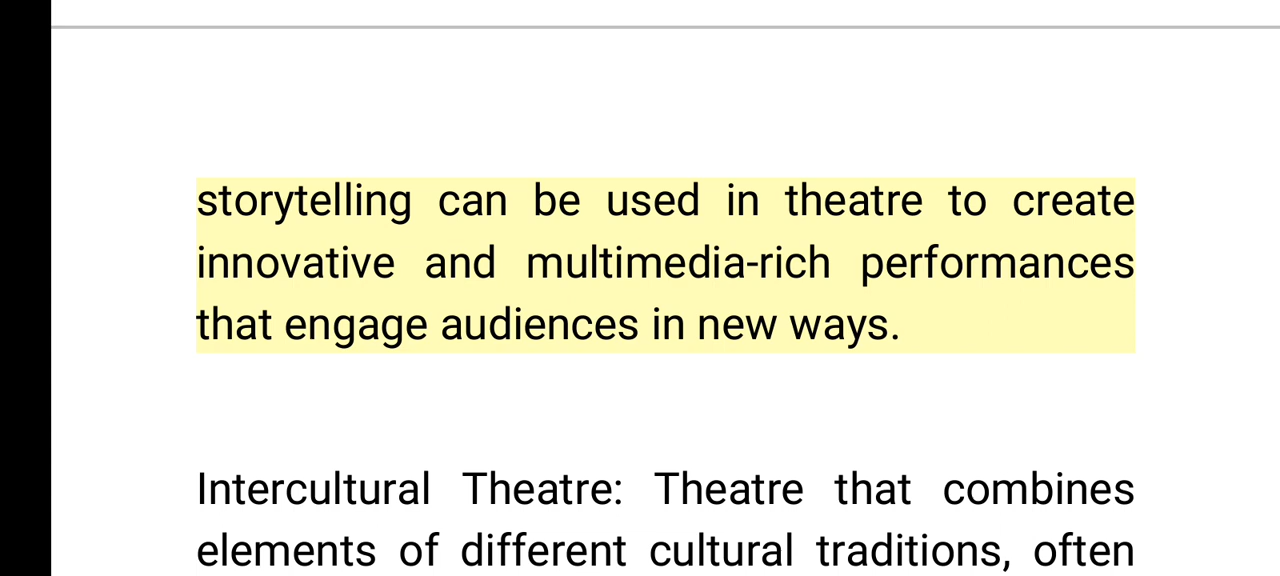 storytelling can be used in theatre to create
innovative and multimedia-rich performances
that engage audiences in new ways.
Intercultural Theatre: Theatre that combines
elements of different cultural traditions, often